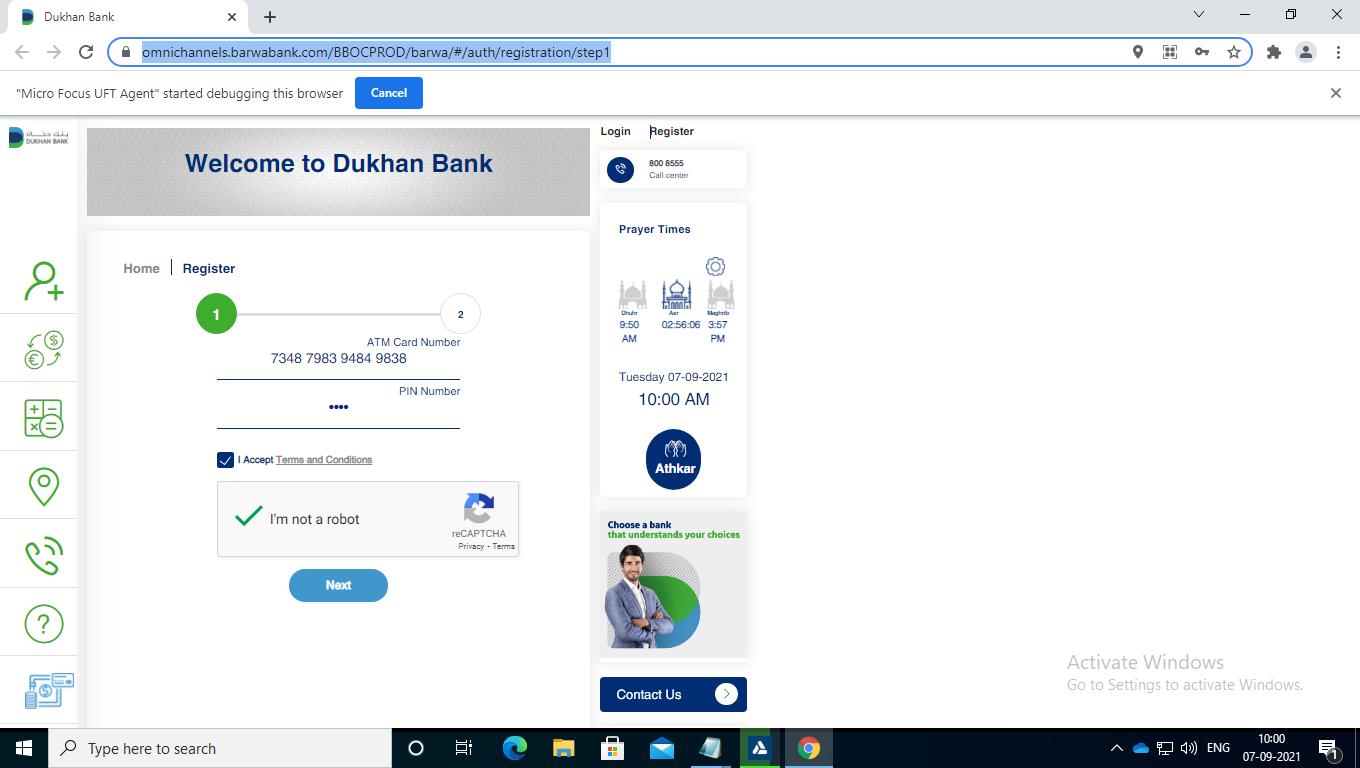 Dukhan Bank
omnichannels.barwabank.com/BBOCPROD/barwa/#/auth/registration/step1
"Micro Focus UFT Agent" started debugging this browser
Cancel
بنك دخان
DUKHAN BANK
Welcome to Dukhan Bank
Login
Register
800 8555
Call center
Home
Register
1
2
ATM Card Number
7348 7983 9484 9838
PIN Number
••••
I Accept Terms and Conditions
I'm not a robot
reCAPTCHA
Privacy - Terms
Next
Prayer Times
Dhuhr
Asr
Maghrib
9:50
02:56:06
3:57
AM
PM
Tuesday 07-09-2021
10:00 AM
Athkar
Choose a bank
that understands your choices
Contact Us
Activate Windows
Go to Settings to activate Windows.
Type here to search
ENG
10:00
07-09-2021
1